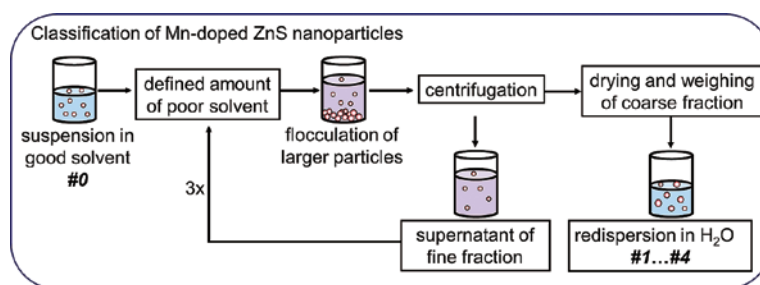 Classification of Mn-doped ZnS nanoparticles
suspension in
good solvent
#0
defined amount
of poor solvent
flocculation of
larger particles
centrifugation
drying and weighing
of coarse fraction
3x
supernatant of
fine fraction
redispersion in H₂O
#1...#4